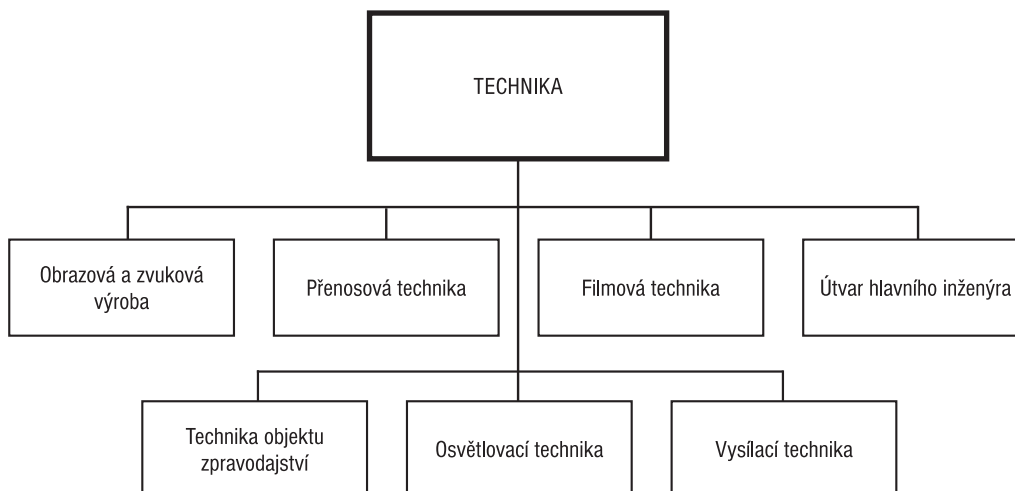 TECHNIKA
Obrazová a zvuková
výroba
Přenosová technika
Filmová technika
Útvar hlavního inženýra
Technika objektu
zpravodajství
Osvětlovací technika
Vysílací technika